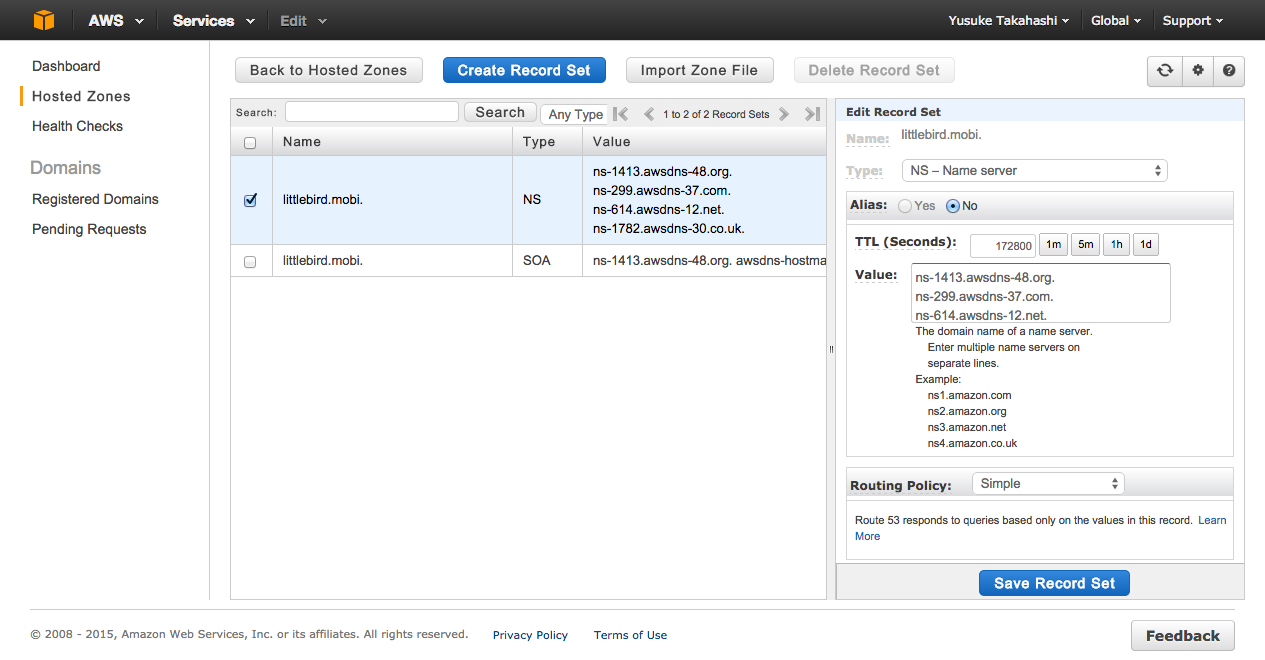 AWS Services Edit Yusuke Takahashi Global Support
Dashboard
Hosted Zones
Health Checks
Domains
Registered Domains
Pending Requests
Back to Hosted Zones Create Record Set Import Zone File Delete Record Set
Search: Search Any Type 1 to 2 of 2 Record Sets
Name Type Value
littlebird.mobi. NS
ns-1413.awsdns-48.org.
ns-299.awsdns-37.com.
ns-614.awsdns-12.net.
ns-1782.awsdns-30.co.uk.
littlebird.mobi. SOA ns-1413.awsdns-48.org. awsdns-hostma
Edit Record Set
Name: littlebird.mobi.
Type: NS – Name server
Alias: Yes No
TTL (Seconds): 172800 1m 5m 1h 1d
Value: ns-1413.awsdns-48.org.
ns-299.awsdns-37.com.
ns-614.awsdns-12.net.
The domain name of a name server.
Enter multiple name servers on
separate lines.
Example:
ns1.amazon.com
ns2.amazon.org
ns3.amazon.net
ns4.amazon.co.uk
Routing Policy: Simple
Route 53 responds to queries based only on the values in this record. Learn
More
Save Record Set
© 2008 - 2015, Amazon Web Services, Inc. or its affiliates. All rights reserved. Privacy Policy Terms of Use Feedback